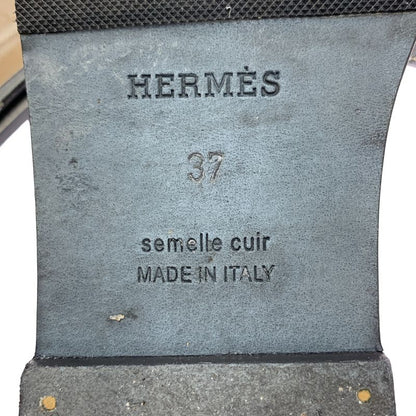 HERMÈS
37
semelle cuir
MADE IN ITALY